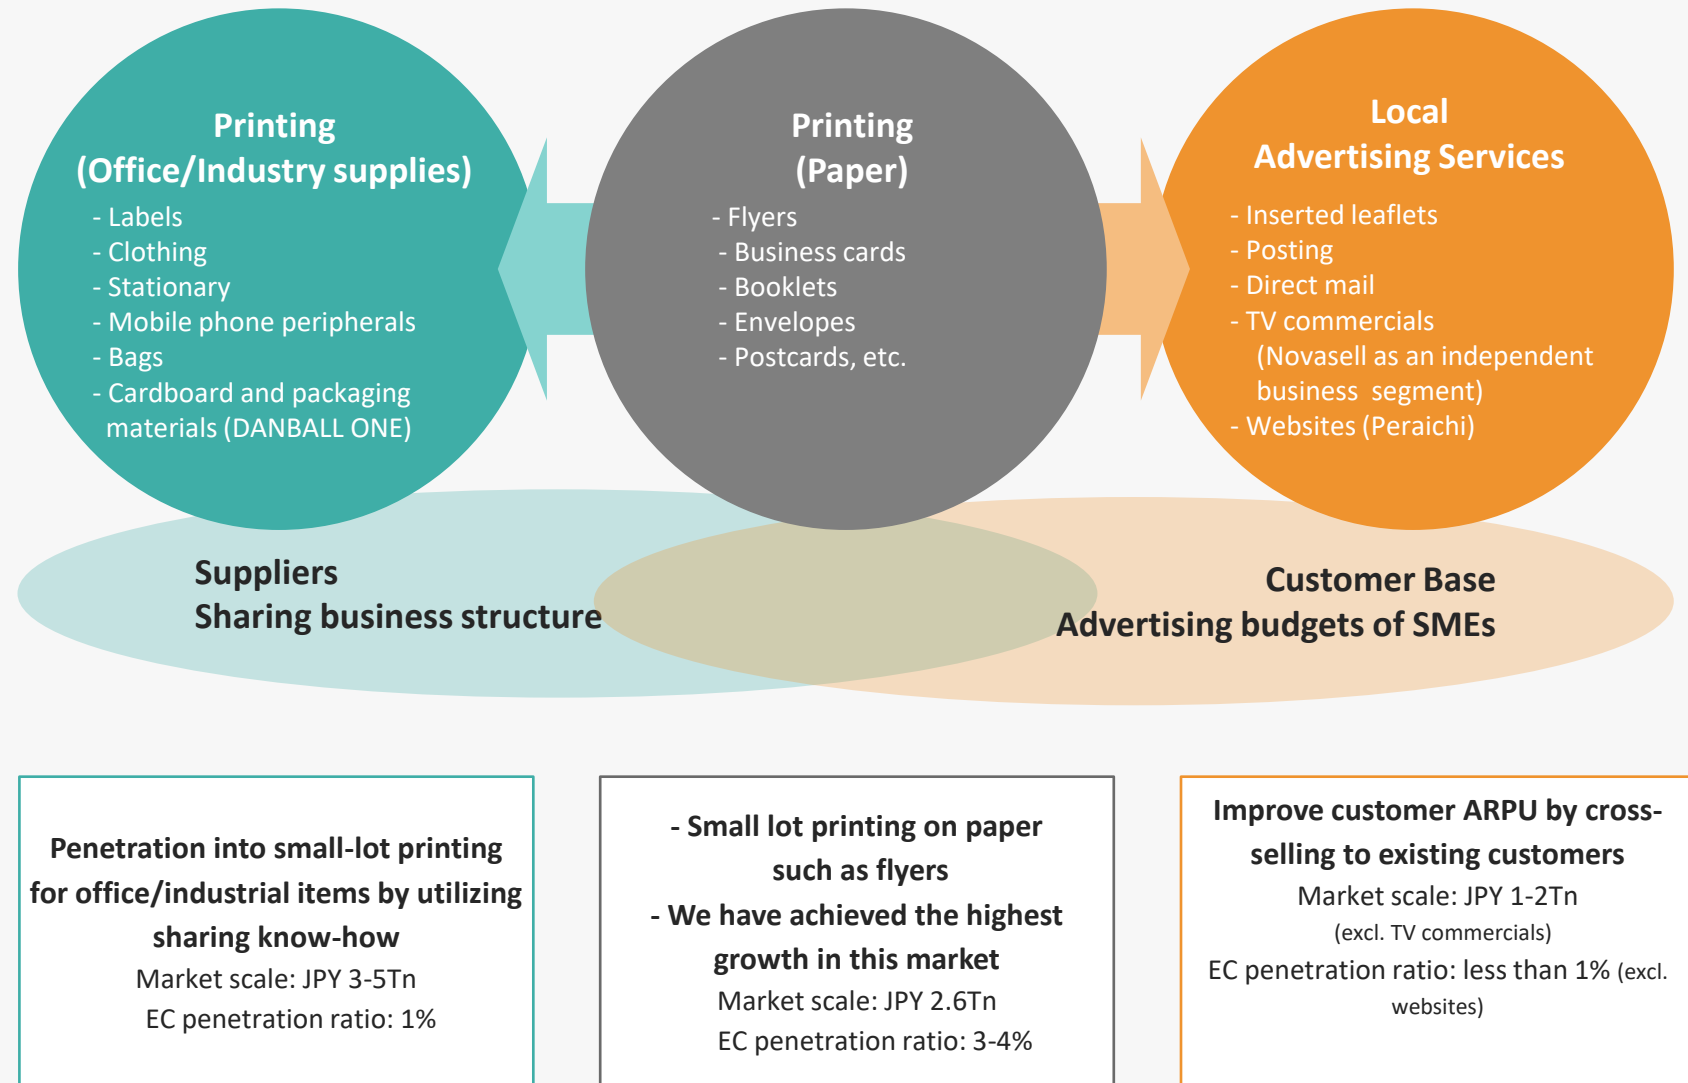 Printing
(Office/Industry supplies)
- Labels
- Clothing
- Stationary
- Mobile phone peripherals
- Bags
- Cardboard and packaging
materials (DANBALL ONE)
Printing
(Paper)
- Flyers
- Business cards
- Booklets
- Envelopes
- Postcards, etc.
Local
Advertising Services
- Inserted leaflets
- Posting
- Direct mail
- TV commercials
(Novasell as an independent
business segment)
- Websites (Peraichi)
Suppliers
Sharing business structure
Customer Base
Advertising budgets of SMEs
Penetration into small-lot printing
for office/industrial items by utilizing
sharing know-how
Market scale: JPY 3-5Tn
EC penetration ratio: 1%
- Small lot printing on paper
such as flyers
- We have achieved the highest
growth in this market
Market scale: JPY 2.6Tn
EC penetration ratio: 3-4%
Improve customer ARPU by cross-
selling to existing customers
Market scale: JPY 1-2Tn
(excl. TV commercials)
EC penetration ratio: less than 1% (excl.
websites)